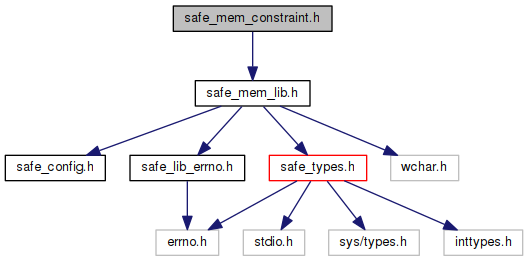 safe_mem_constraint.h
safe_mem_lib.h
safe_config.h
safe_lib_errno.h
safe_types.h
wchar.h
errno.h
stdio.h
sys/types.h
inttypes.h